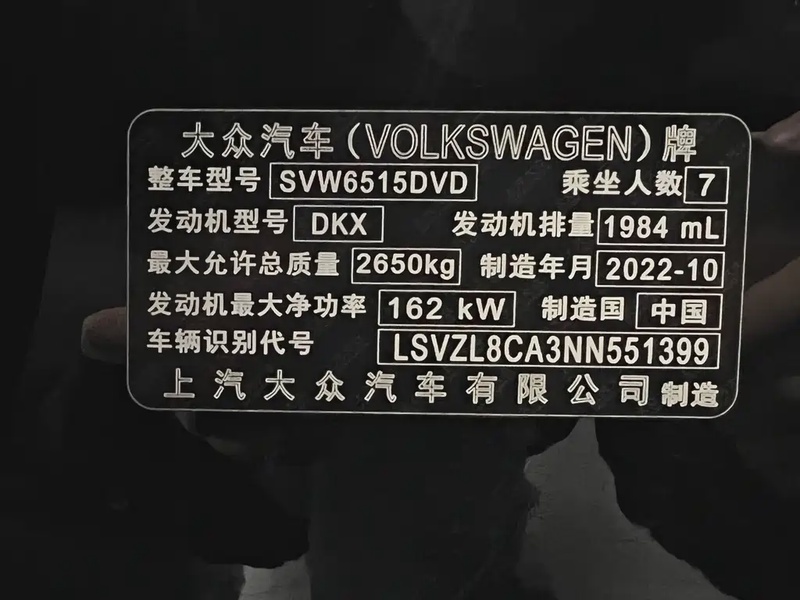 大众汽车(VOLKSWAGEN)牌
整车型号 SVW6515DVD 乘坐人数 7
发动机型号 DKX 发动机排量 1984 mL
最大允许总质量 2650kg 制造年月 2022-10
发动机最大净功率 162 kW 制造国 中国
车辆识别代号 LSVZL8CA3NN551399
上汽大众汽车有限公司制造